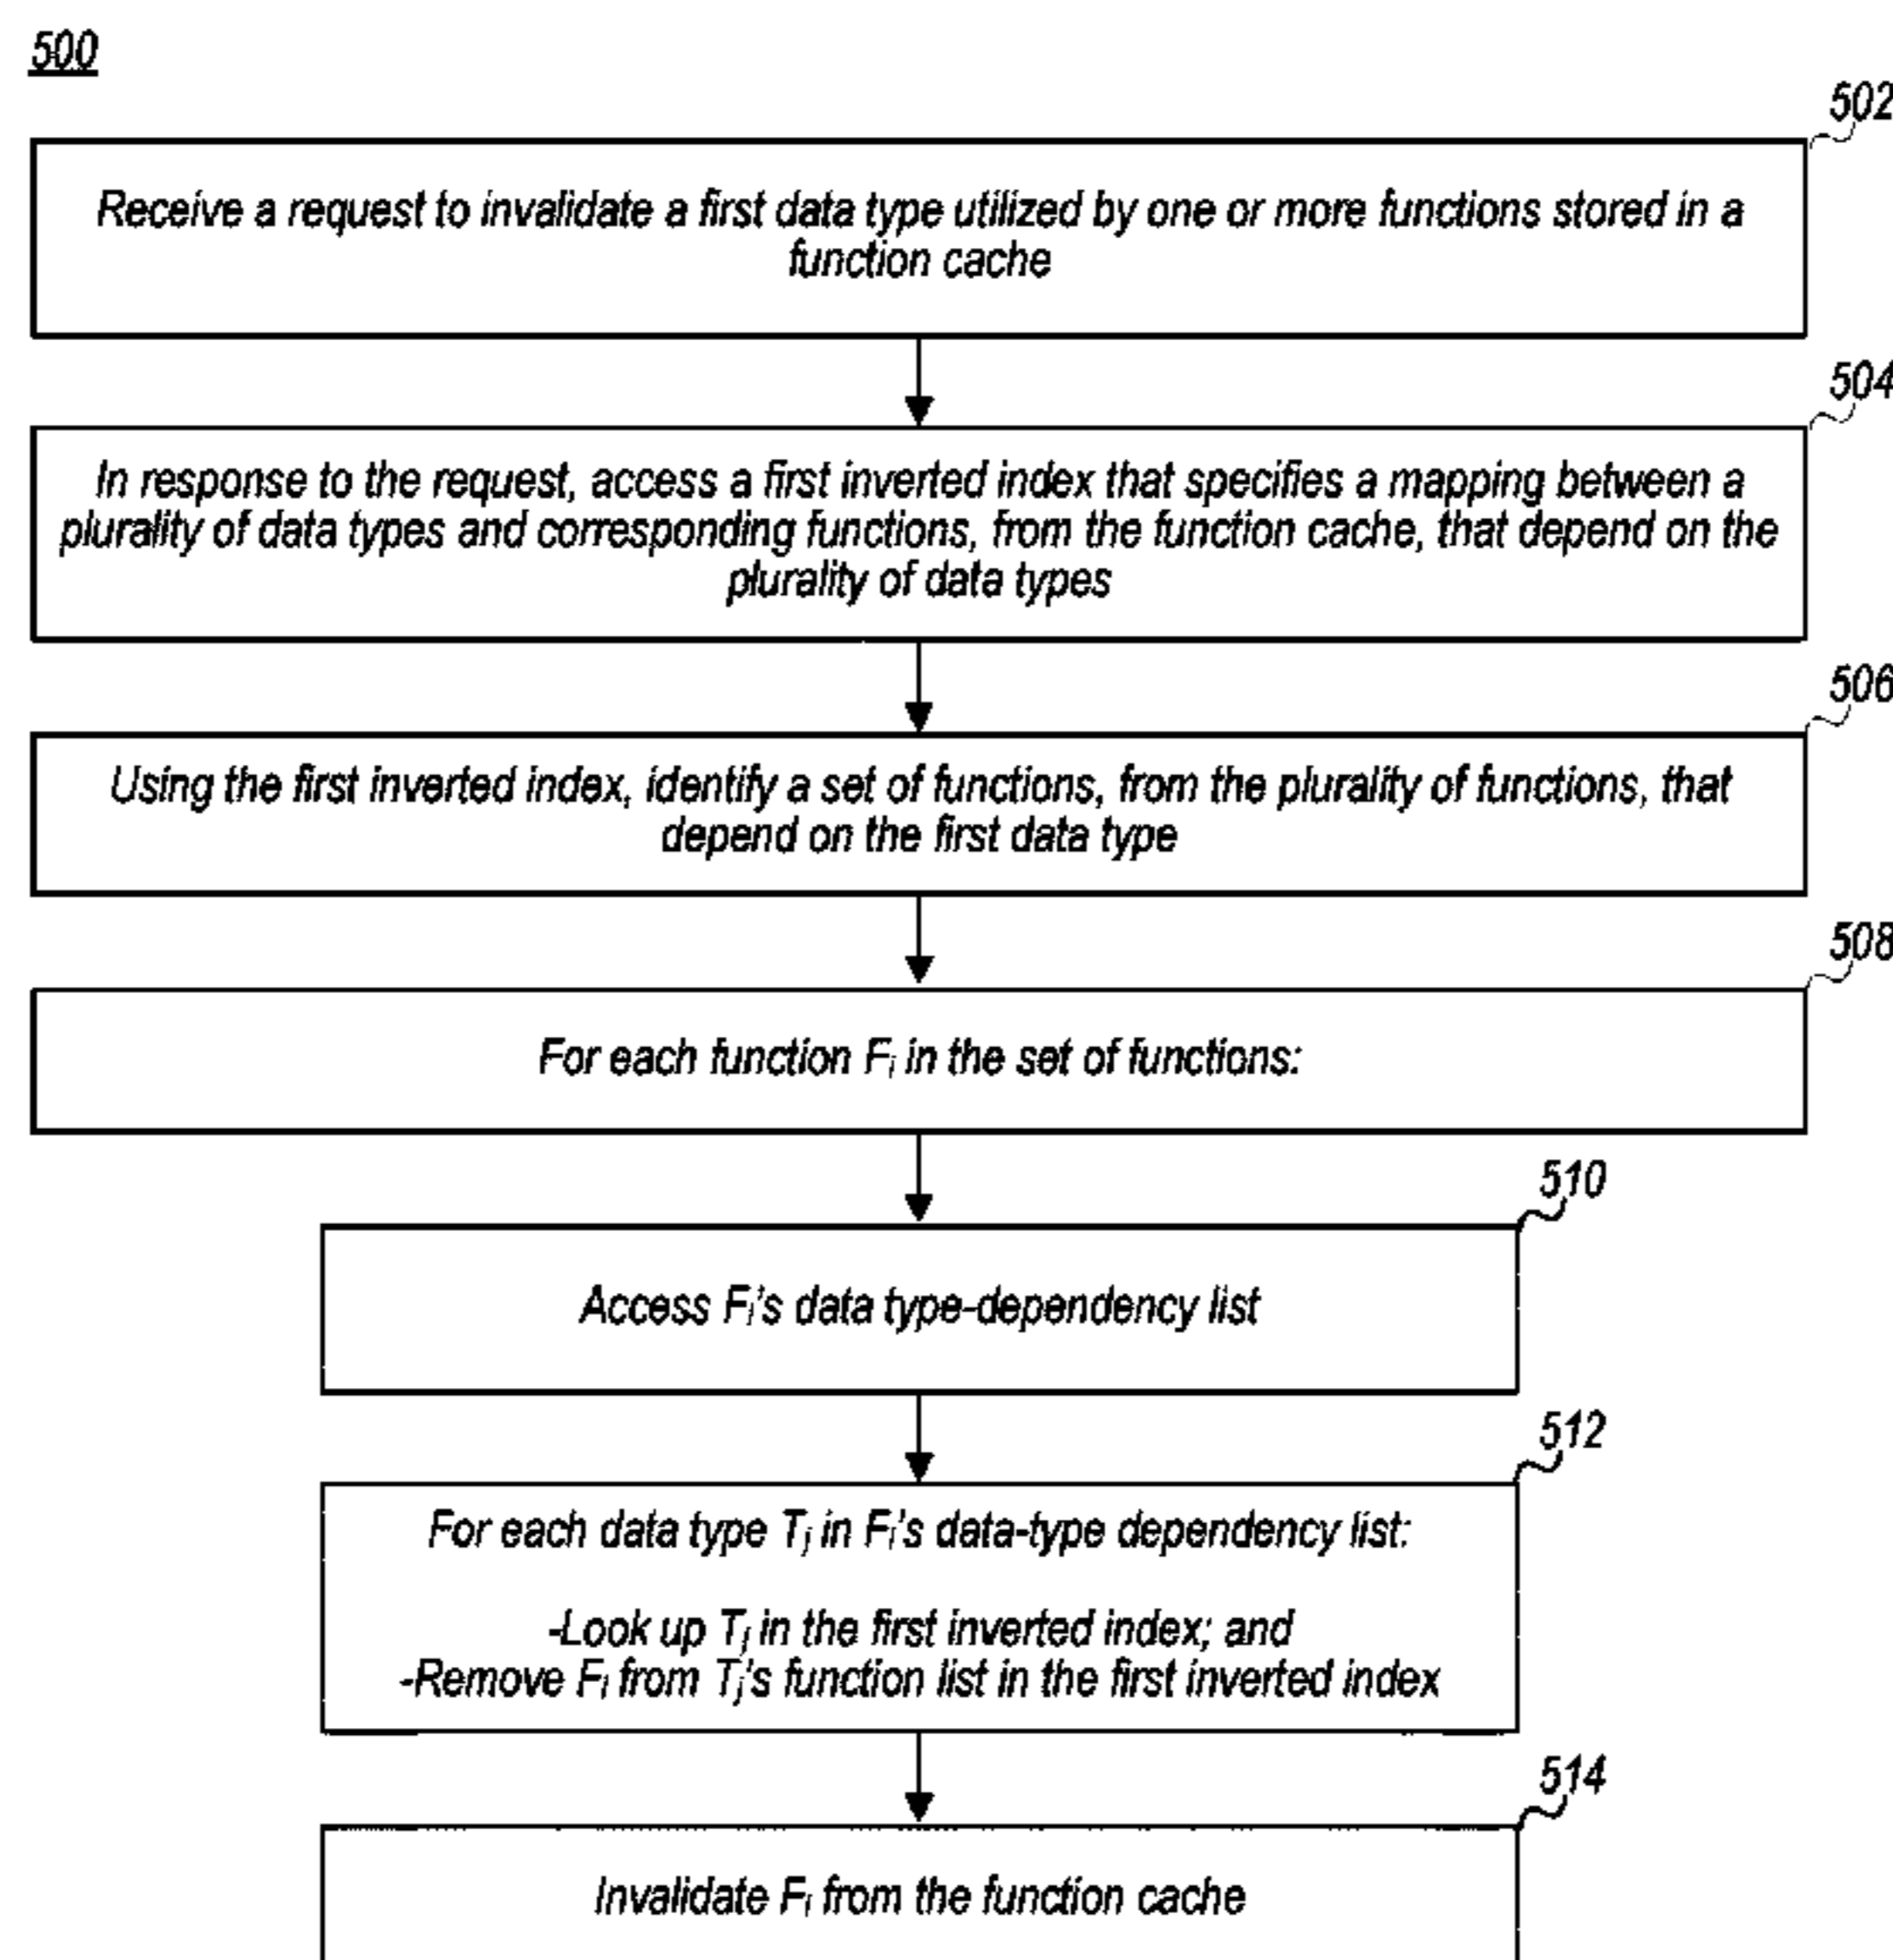 500
502
Receive a request to invalidate a first data type utilized by one or more functions stored in a
function cache
504
In response to the request, access a first inverted index that specifies a mapping between a
plurality of data types and corresponding functions, from the function cache, that depend on the
plurality of data types
506
Using the first inverted index, identify a set of functions, from the plurality of functions, that
depend on the first data type
508
For each function Fi in the set of functions:
510
Access Fi's data type-dependency list
512
For each data type Tj in Fi's data-type dependency list:
-Look up Tj in the first inverted index; and
-Remove Fi from Tj's function list in the first inverted index
514
Invalidate Fi from the function cache